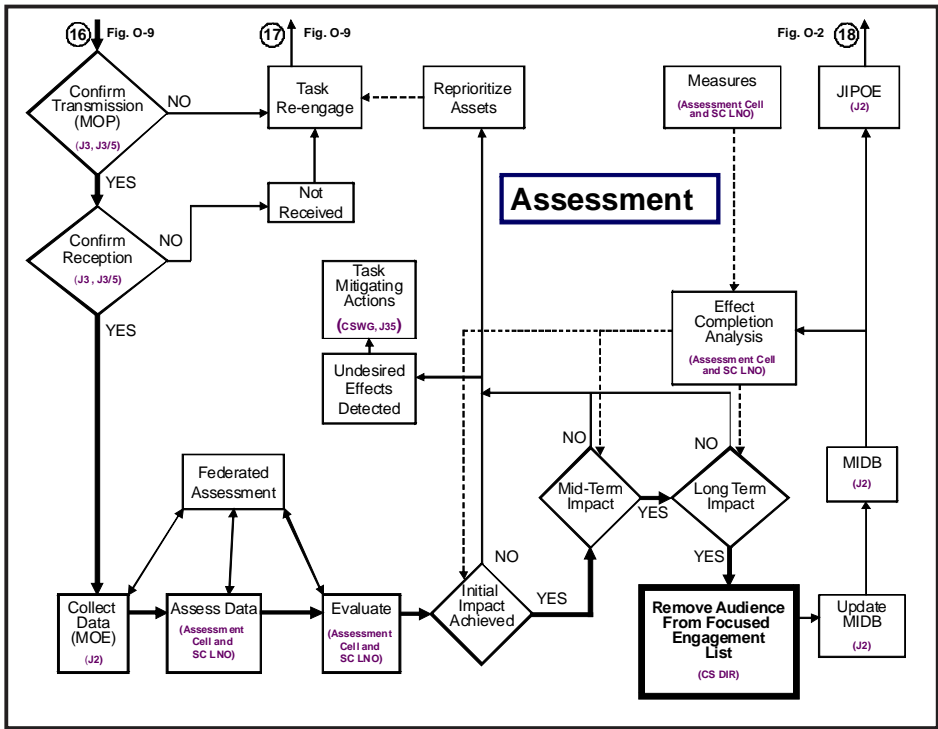 16 Fig. O-9
17 Fig. O-9
Fig. O-2 18
Confirm
Transmission
(MOP)
(J3, J3/5)
NO
YES
Task
Re-engage
Reprioritize
Assets
Measures
(Assessment Cell
and SC LNO)
JIPOE
(J2)
Not
Received
Assessment
Confirm
Reception
(J3, J3/5)
NO
YES
Task
Mitigating
Actions
(CSWG, J35)
Undesired
Effects
Detected
Effect
Completion
Analysis
(Assessment Cell
and SC LNO)
Federated
Assessment
NO
Mid-Term
Impact
YES
NO
Long Term
Impact
YES
MIDB
(J2)
Collect
Data
(MOE)
(J2)
Assess Data
(Assessment
Cell and
SC LNO)
Evaluate
(Assessment
Cell and
SC LNO)
NO
Initial
Impact
Achieved
YES
Remove Audience
From Focused
Engagement
List
(CS DIR)
Update
MIDB
(J2)